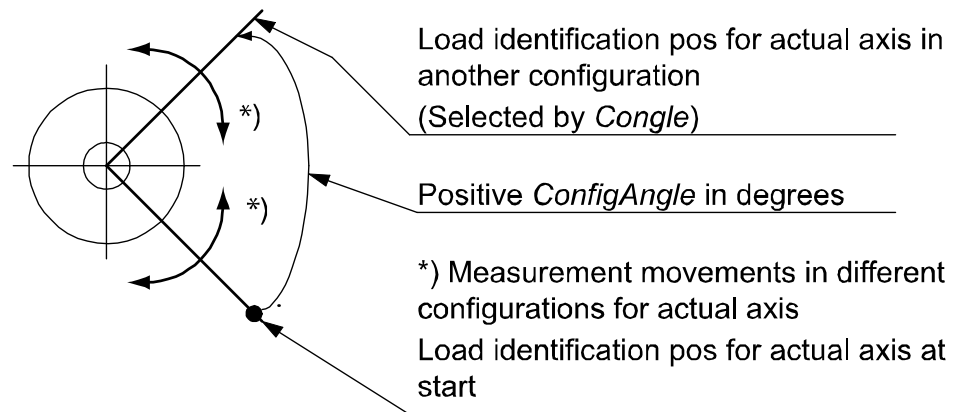 Load identification pos for actual axis in
another configuration
(Selected by Congle)
*)
Positive ConfigAngle in degrees
*)
*) Measurement movements in different
configurations for actual axis
Load identification pos for actual axis at
start